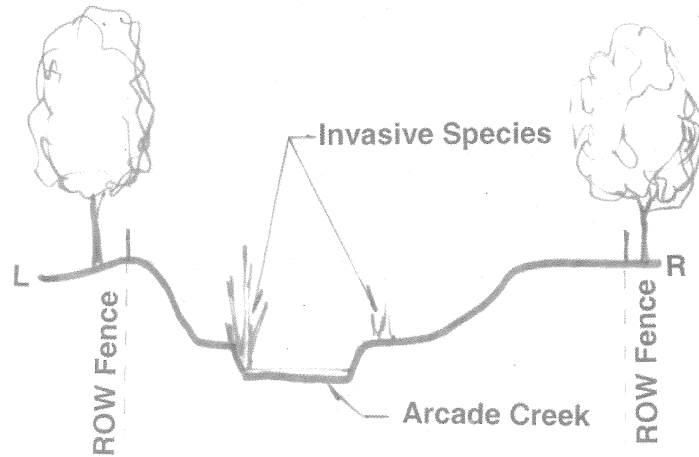 Invasive Species
L
R
ROW Fence
ROW Fence
Arcade Creek